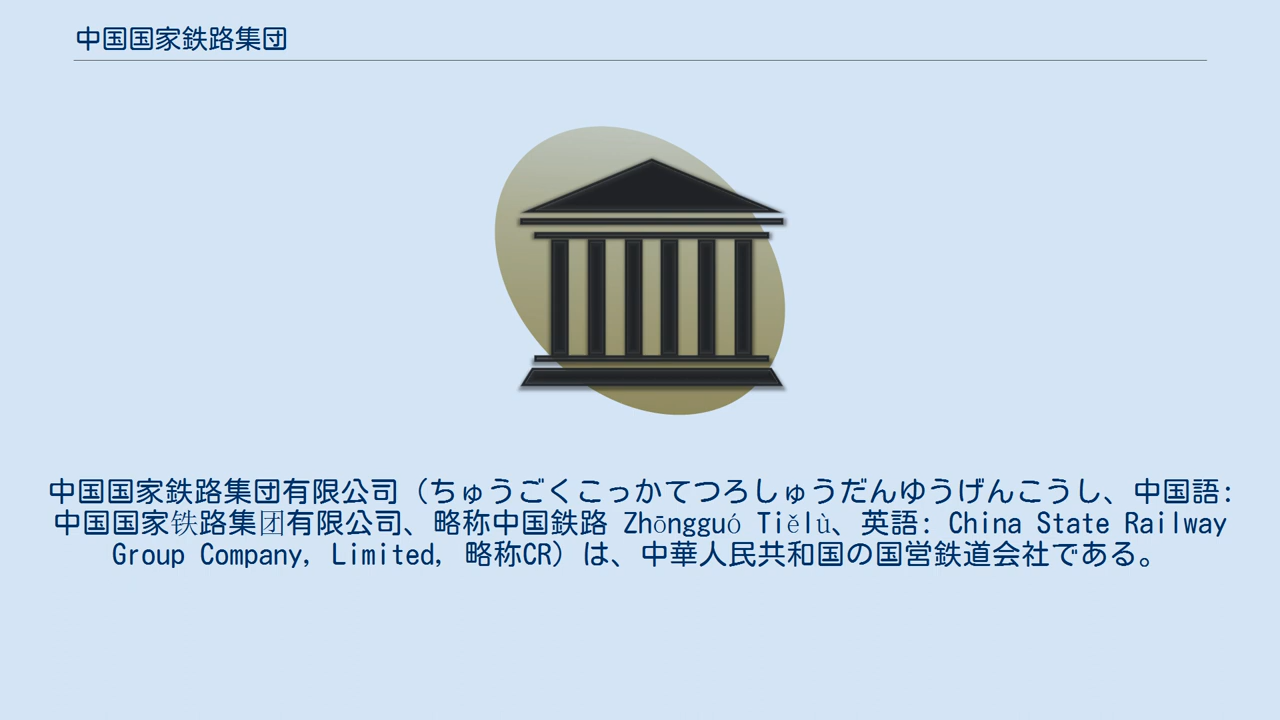 中国国家鉄路集団
中国国家鉄路集団有限公司（ちゅうごくこっかてつろしゅうだんゆうげんこうし、中国語:
中国国家铁路集团有限公司、略称中国鉄路 Zhōngguó Tiělù、英語: China State Railway
Group Company, Limited, 略称CR）は、中華人民共和国の国営鉄道会社である。